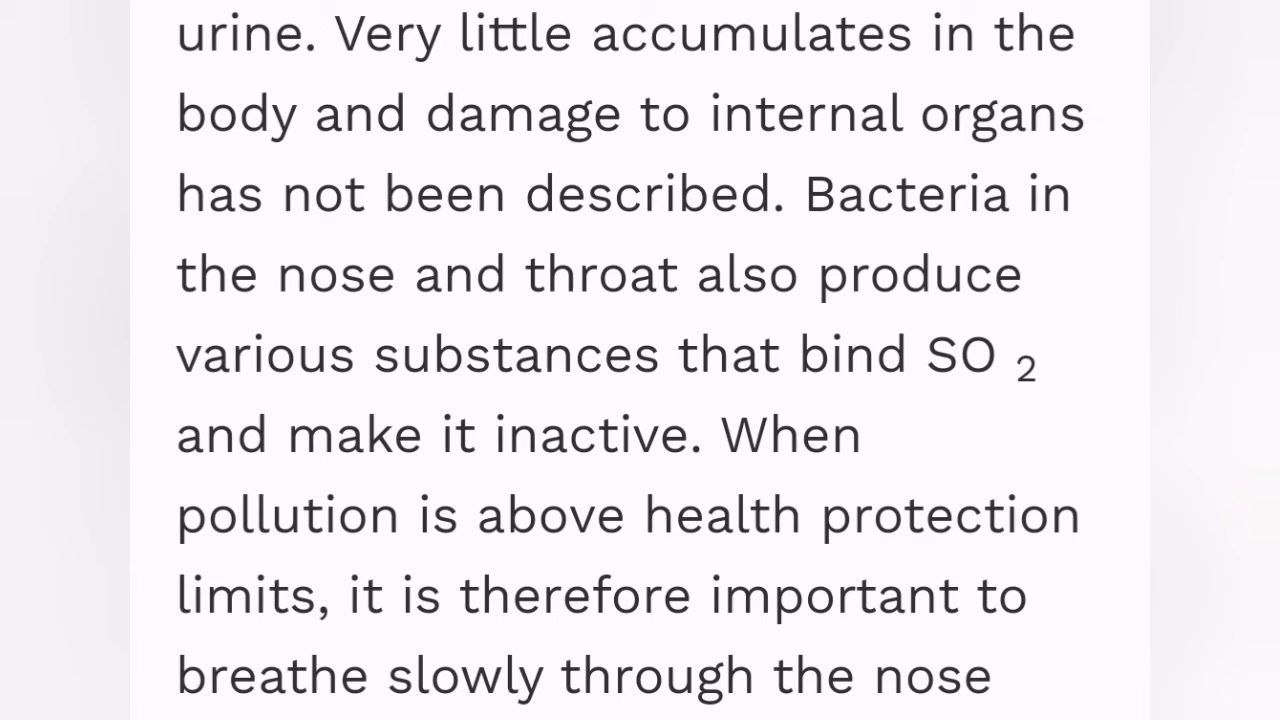 urine. Very little accumulates in the
body and damage to internal organs
has not been described. Bacteria in
the nose and throat also produce
various substances that bind SO 2
and make it inactive. When
pollution is above health protection
limits, it is therefore important to
breathe slowly through the nose